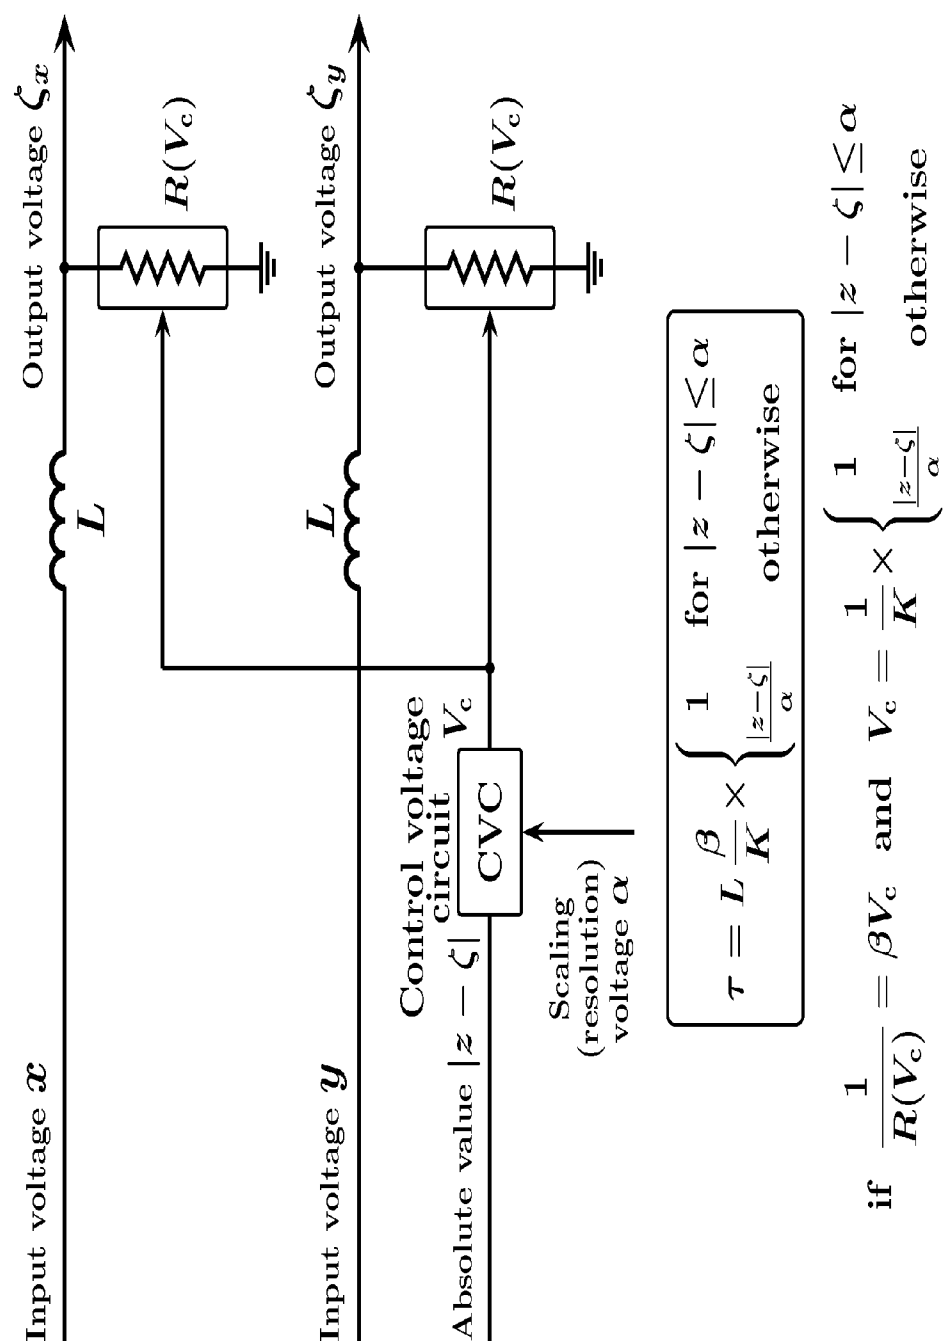 Input voltage x
Output voltage ζx
L
R(Vc)
Input voltage y
Output voltage ζy
L
R(Vc)
Absolute value |z − ζ|
Control voltage
circuit
CVC
Vc
Scaling
(resolution)
voltage α
τ = L β/K × { 1 for |z − ζ| ≤ α
|z−ζ|/α otherwise
if 1/R(Vc) = βVc and Vc = 1/K × { 1 for |z − ζ| ≤ α
|z−ζ|/α otherwise